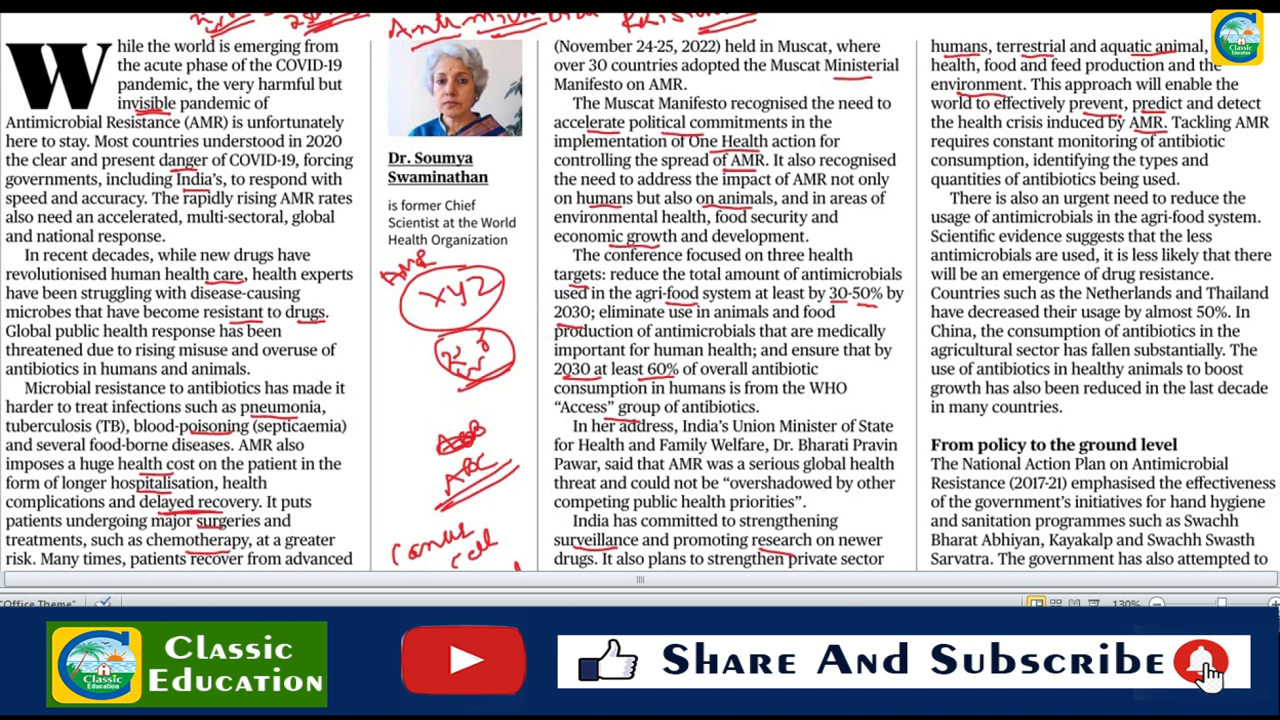 Antimicrobial Resistance
While the world is emerging from
the acute phase of the COVID-19
pandemic, the very harmful but
invisible pandemic of
Antimicrobial Resistance (AMR) is unfortunately
here to stay. Most countries understood in 2020
the clear and present danger of COVID-19, forcing
governments, including India's, to respond with
speed and accuracy. The rapidly rising AMR rates
also need an accelerated, multi-sectoral, global
and national response.
In recent decades, while new drugs have
revolutionised human health care, health experts
have been struggling with disease-causing
microbes that have become resistant to drugs.
Global public health response has been
threatened due to rising misuse and overuse of
antibiotics in humans and animals.
Microbial resistance to antibiotics has made it
harder to treat infections such as pneumonia,
tuberculosis (TB), blood-poisoning (septicaemia)
and several food-borne diseases. AMR also
imposes a huge health cost on the patient in the
form of longer hospitalisation, health
complications and delayed recovery. It puts
patients undergoing major surgeries and
treatments, such as chemotherapy, at a greater
risk. Many times, patients recover from advanced
Dr. Soumya
Swaminathan
is former Chief
Scientist at the World
Health Organization
AMR
XYZ
ABC
(November 24-25, 2022) held in Muscat, where
over 30 countries adopted the Muscat Ministerial
Manifesto on AMR.
The Muscat Manifesto recognised the need to
accelerate political commitments in the
implementation of One Health action for
controlling the spread of AMR. It also recognised
the need to address the impact of AMR not only
on humans but also on animals, and in areas of
environmental health, food security and
economic growth and development.
The conference focused on three health
targets: reduce the total amount of antimicrobials
used in the agri-food system at least by 30-50% by
2030; eliminate use in animals and food
production of antimicrobials that are medically
important for human health; and ensure that by
2030 at least 60% of overall antibiotic
consumption in humans is from the WHO
"Access" group of antibiotics.
In her address, India's Union Minister of State
for Health and Family Welfare, Dr. Bharati Pravin
Pawar, said that AMR was a serious global health
threat and could not be "overshadowed by other
competing public health priorities".
India has committed to strengthening
surveillance and promoting research on newer
drugs. It also plans to strengthen private sector
humans, terrestrial and aquatic animal,
health, food and feed production and the
environment. This approach will enable the
world to effectively prevent, predict and detect
the health crisis induced by AMR. Tackling AMR
requires constant monitoring of antibiotic
consumption, identifying the types and
quantities of antibiotics being used.
There is also an urgent need to reduce the
usage of antimicrobials in the agri-food system.
Scientific evidence suggests that the less
antimicrobials are used, it is less likely that there
will be an emergence of drug resistance.
Countries such as the Netherlands and Thailand
have decreased their usage by almost 50%. In
China, the consumption of antibiotics in the
agricultural sector has fallen substantially. The
use of antibiotics in healthy animals to boost
growth has also been reduced in the last decade
in many countries.
From policy to the ground level
The National Action Plan on Antimicrobial
Resistance (2017-21) emphasised the effectiveness
of the government's initiatives for hand hygiene
and sanitation programmes such as Swachh
Bharat Abhiyan, Kayakalp and Swachh Swasth
Sarvatra. The government has also attempted to
Classic
Education
"Office Theme"
130%
Classic
Education
Classic
Education
Share And Subscribe